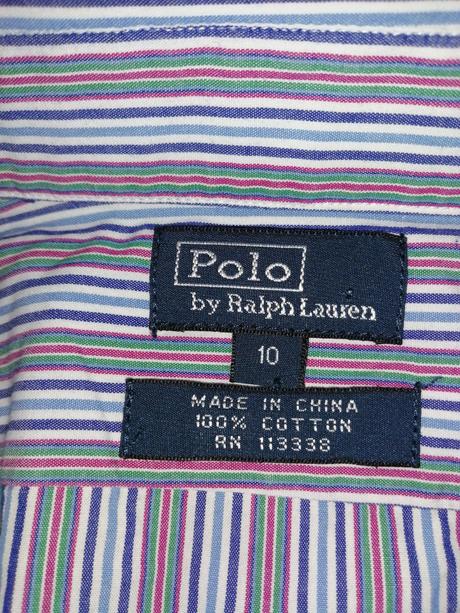 Polo
by Ralph Lauren
10
MADE IN CHINA
100% COTTON
RN 113338